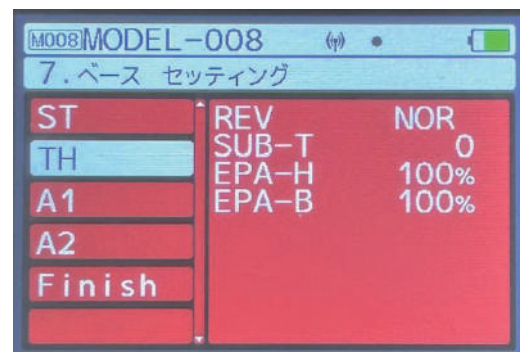 M008 MODEL-008
7.ベース セッティング
ST
TH
A1
A2
Finish
REV NOR
SUB-T 0
EPA-H 100%
EPA-B 100%